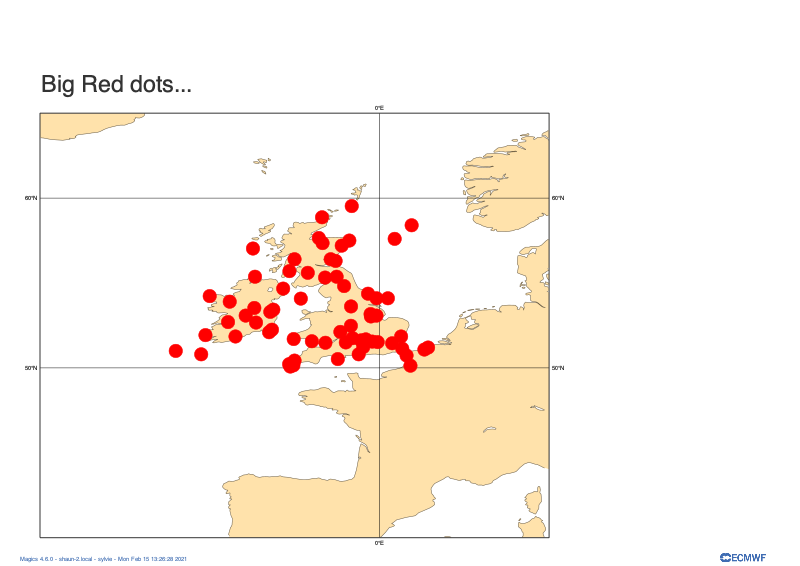 Big Red dots...
0°E
60°N 60°N
50°N 50°N
0°E
Magics 4.6.0 - shaun-2.local - sylvie - Mon Feb 15 13:26:28 2021
ECMWF